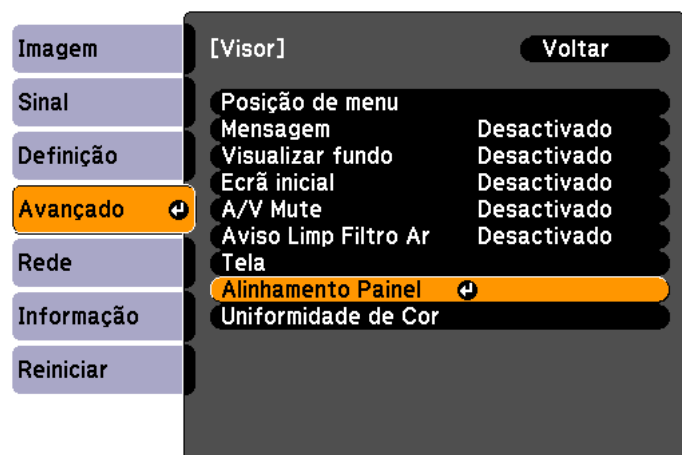 Imagem
Sinal
Definição
Avançado
Rede
Informação
Reiniciar
[Visor] Voltar
Posição de menu
Mensagem Desactivado
Visualizar fundo Desactivado
Ecrã inicial Desactivado
A/V Mute Desactivado
Aviso Limp Filtro Ar Desactivado
Tela
Alinhamento Painel
Uniformidade de Cor